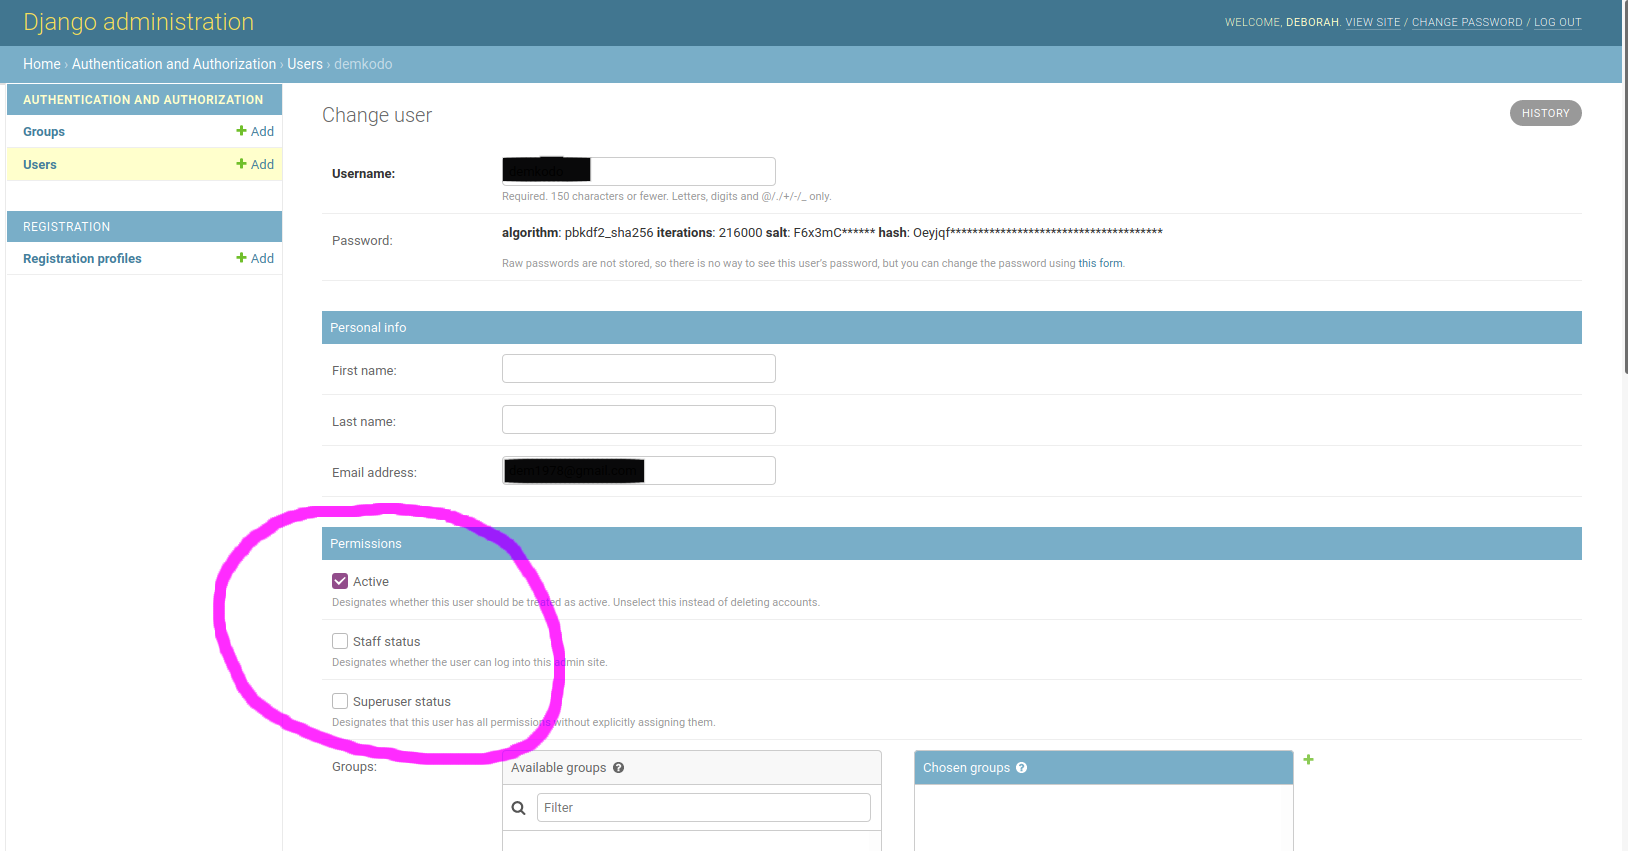 Django administration
WELCOME, DEBORAH. VIEW SITE / CHANGE PASSWORD / LOG OUT
Home › Authentication and Authorization › Users › demkodo
AUTHENTICATION AND AUTHORIZATION
Groups + Add
Users + Add
REGISTRATION
Registration profiles + Add
Change user
HISTORY
Username:
Required. 150 characters or fewer. Letters, digits and @/./+/-/_ only.
Password: algorithm: pbkdf2_sha256 iterations: 216000 salt: F6x3mC****** hash: Oeyjqf**************************************
Raw passwords are not stored, so there is no way to see this user's password, but you can change the password using this form.
Personal info
First name:
Last name:
Email address:
Permissions
Active
Designates whether this user should be treated as active. Unselect this instead of deleting accounts.
Staff status
Designates whether the user can log into this admin site.
Superuser status
Designates that this user has all permissions without explicitly assigning them.
Groups:
Available groups ?
Filter
Chosen groups ?